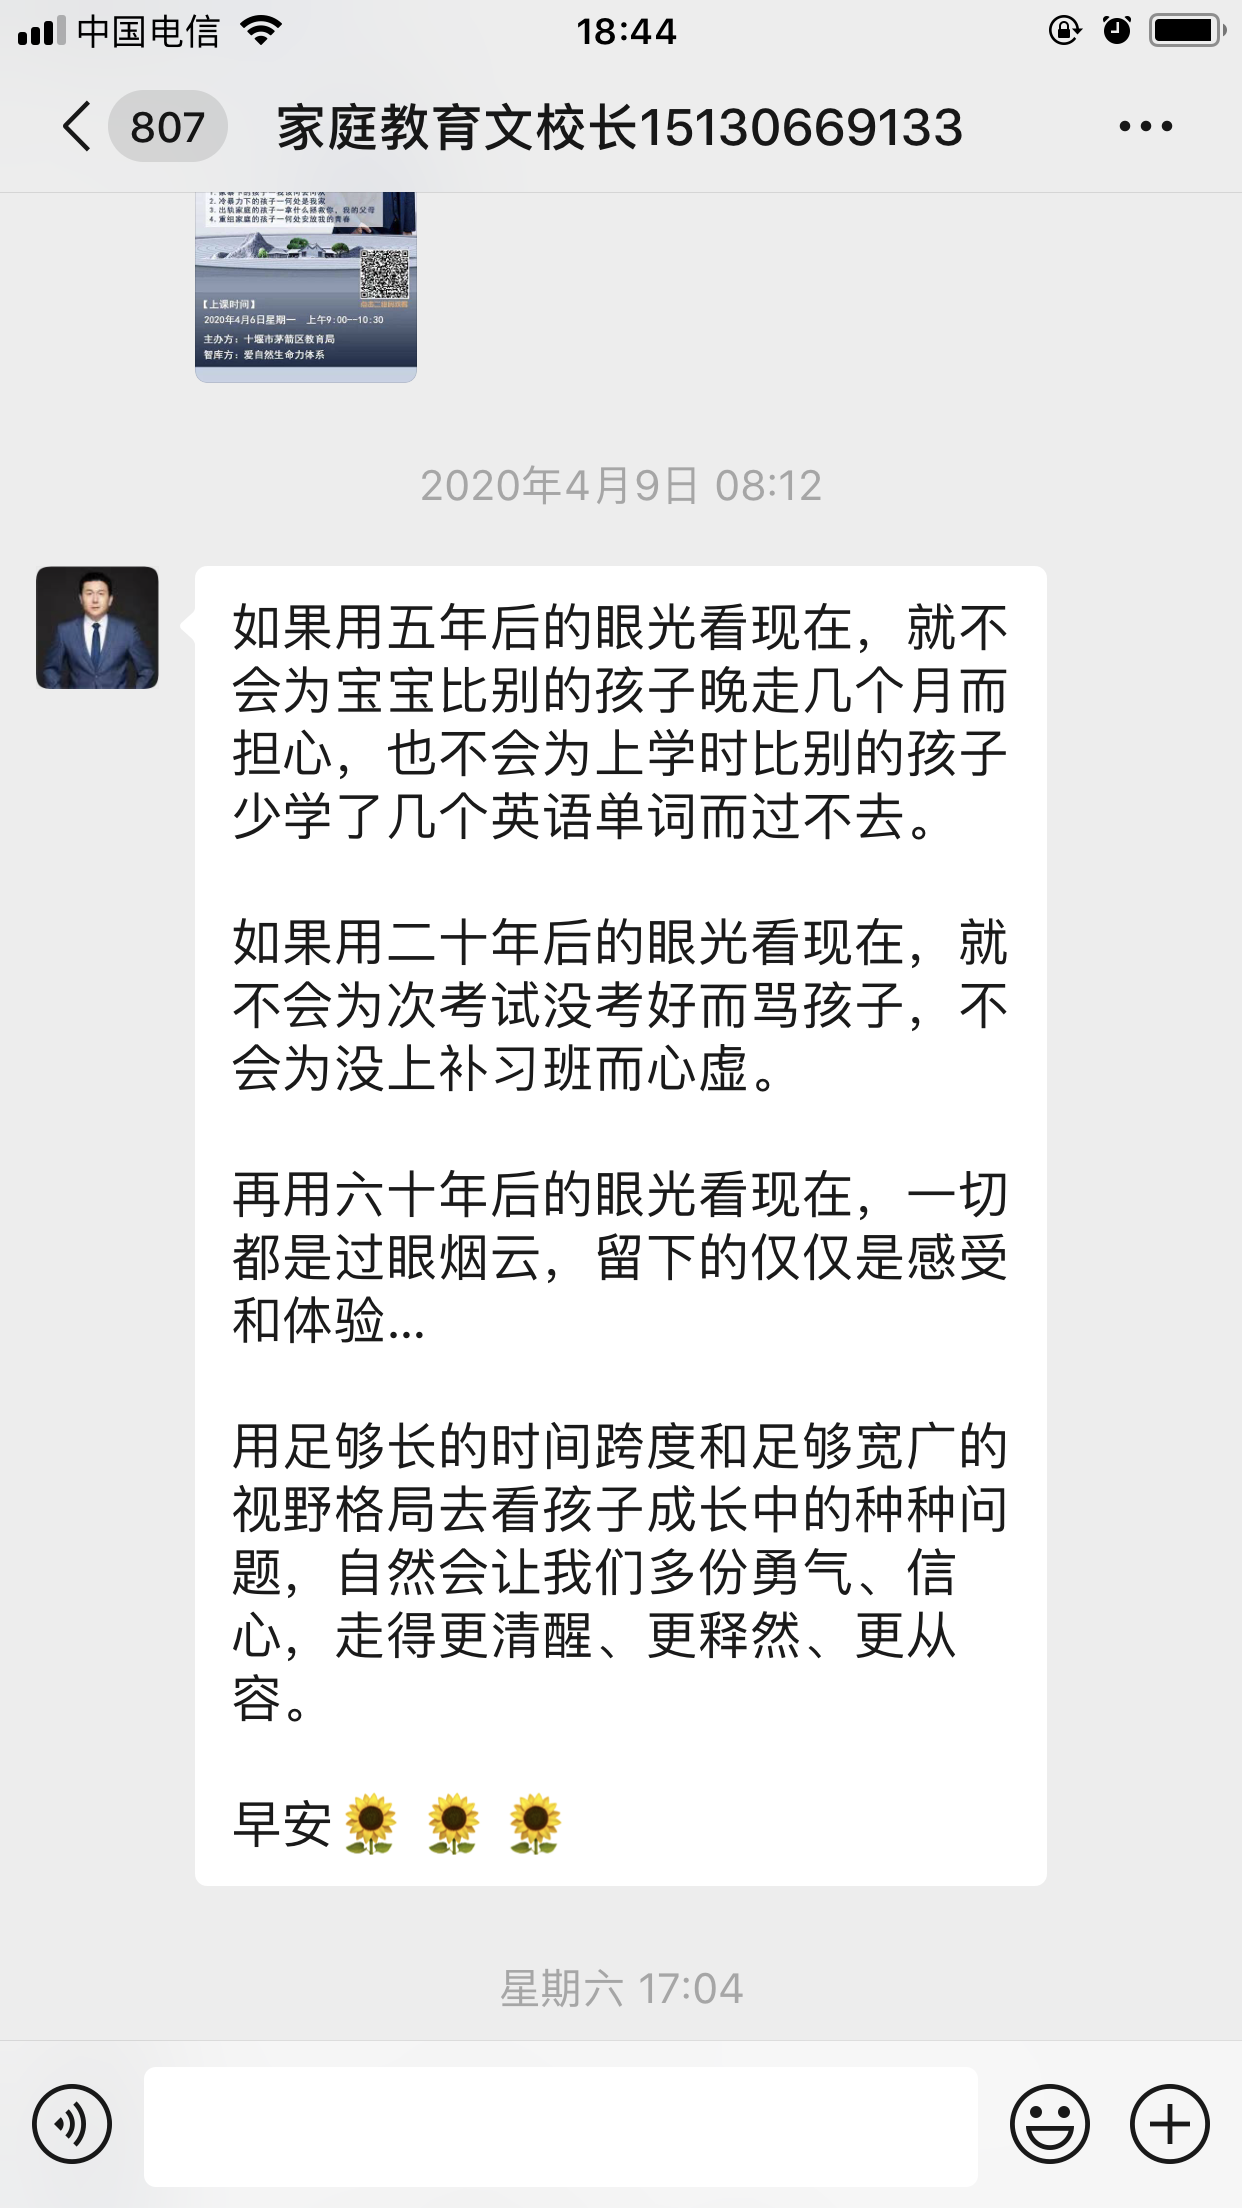 中国电信
18:44
807
家庭教育文校长15130669133
2. 冷暴力下的孩子—何处是我家
3. 出轨家庭的孩子—拿什么拯救你，我的父母
4. 重组家庭的孩子—何处安放我的青春
【上课时间】
2020年4月6日星期一 上午9:00--10:30
主办方：十堰市茅箭区教育局
智库方：爱自然生命力体系
2020年4月9日 08:12
如果用五年后的眼光看现在，就不
会为宝宝比别的孩子晚走几个月而
担心，也不会为上学时比别的孩子
少学了几个英语单词而过不去。
如果用二十年后的眼光看现在，就
不会为次考试没考好而骂孩子，不
会为没上补习班而心虚。
再用六十年后的眼光看现在，一切
都是过眼烟云，留下的仅仅是感受
和体验...
用足够长的时间跨度和足够宽广的
视野格局去看孩子成长中的种种问
题，自然会让我们多份勇气、信
心，走得更清醒、更释然、更从
容。
早安🌻🌻🌻
星期六 17:04